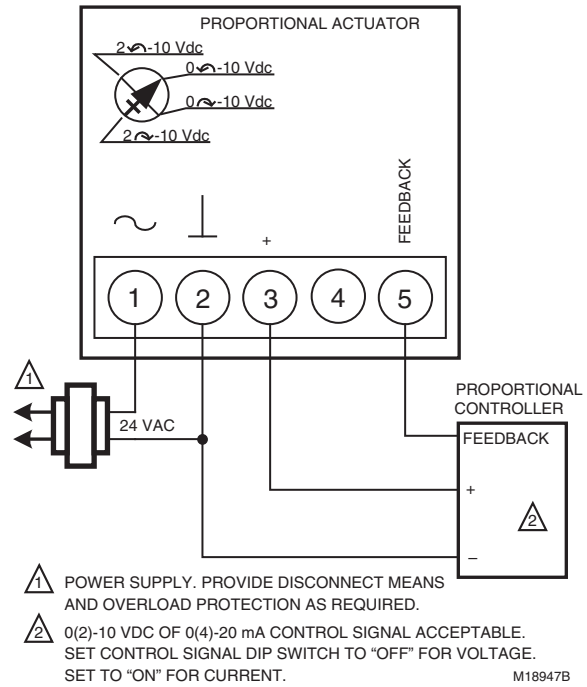 PROPORTIONAL ACTUATOR
2 -10 Vdc
0 -10 Vdc
0 -10 Vdc
2 -10 Vdc
FEEDBACK
+
1 2 3 4 5
1
24 VAC
PROPORTIONAL
CONTROLLER
FEEDBACK
+
2
–
1 POWER SUPPLY. PROVIDE DISCONNECT MEANS
AND OVERLOAD PROTECTION AS REQUIRED.
2 0(2)-10 VDC OF 0(4)-20 mA CONTROL SIGNAL ACCEPTABLE.
SET CONTROL SIGNAL DIP SWITCH TO “OFF” FOR VOLTAGE.
SET TO “ON” FOR CURRENT.
M18947B